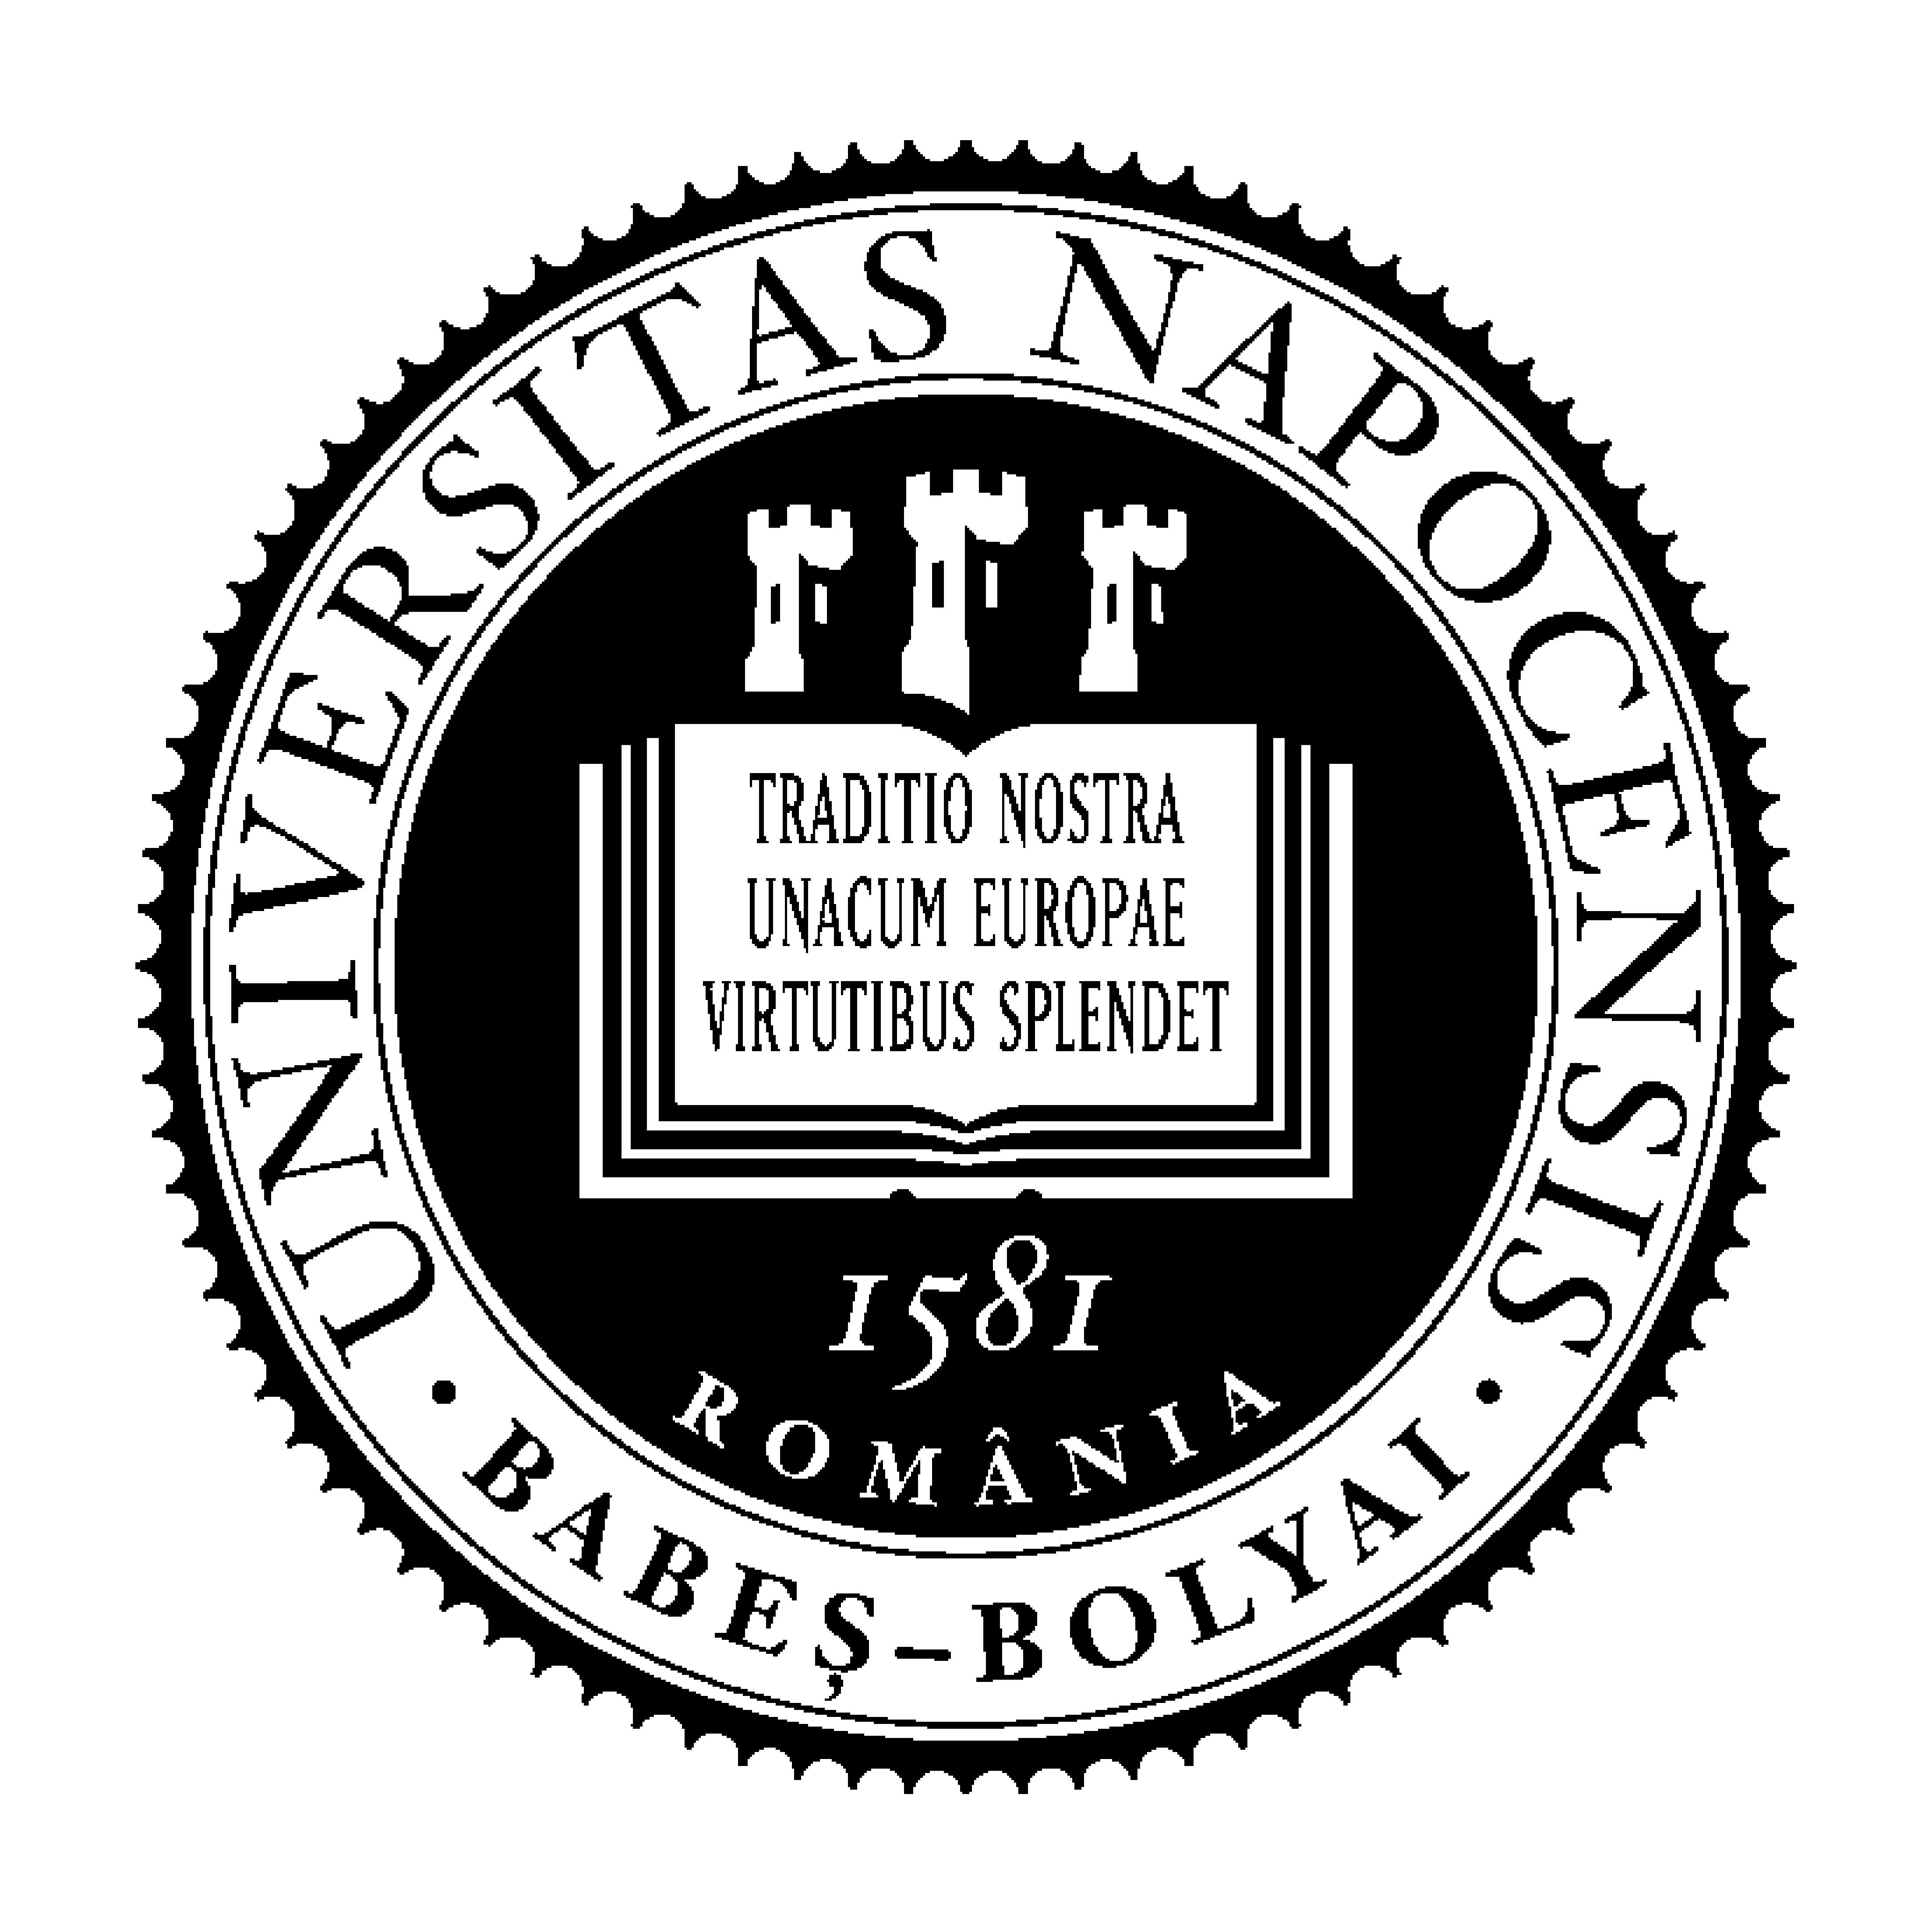 UNIVERSITAS NAPOCENSIS
TRADITIO NOSTRA
UNACUM EUROPAE
VIRTUTIBUS SPLENDET
1581
ROMÂNIA
· BABEȘ-BOLYAI ·